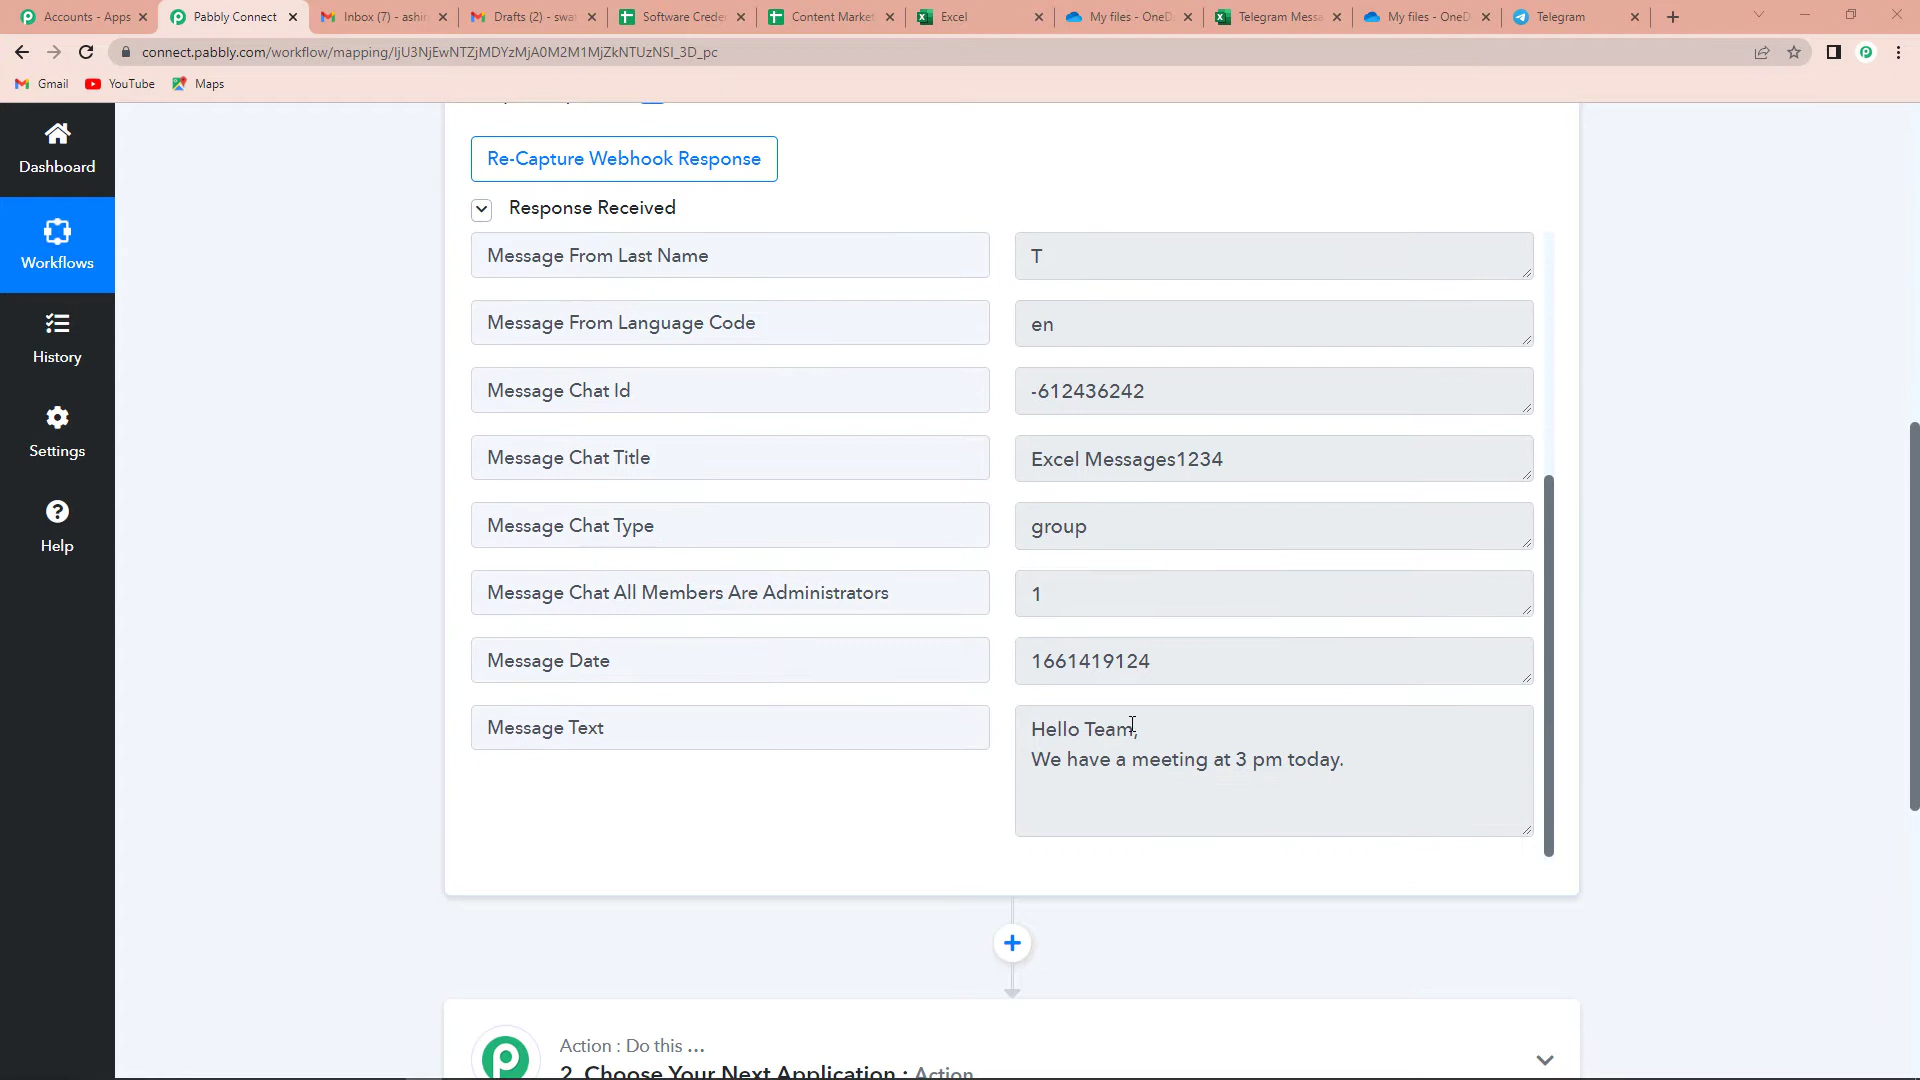 Accounts - Apps
Pabbly Connect
Inbox (7) - ashir
Drafts (2) - swa
Software Crede
Content Market
Excel
My files - OneD
Telegram Messa
My files - OneD
Telegram
connect.pabbly.com/workflow/mapping/IjU3NjEwNTZjMDYzMjA0M2M1MjZkNTUzNSI_3D_pc
Gmail
YouTube
Maps
Dashboard
Workflows
History
Settings
Help
Re-Capture Webhook Response
Response Received
Message From Last Name
T
Message From Language Code
en
Message Chat Id
-612436242
Message Chat Title
Excel Messages1234
Message Chat Type
group
Message Chat All Members Are Administrators
1
Message Date
1661419124
Message Text
Hello Team,
We have a meeting at 3 pm today.
Action : Do this ...
2. Choose Your Next Application : Action